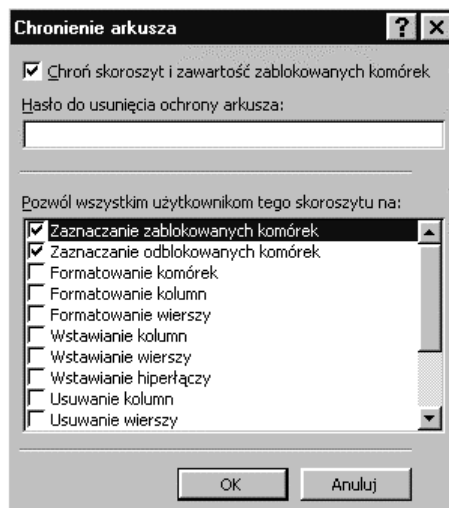 Chronienie arkusza
Chroń skoroszyt i zawartość zablokowanych komórek
Hasło do usunięcia ochrony arkusza:
Pozwól wszystkim użytkownikom tego skoroszytu na:
Zaznaczanie zablokowanych komórek
Zaznaczanie odblokowanych komórek
Formatowanie komórek
Formatowanie kolumn
Formatowanie wierszy
Wstawianie kolumn
Wstawianie wierszy
Wstawianie hiperłączy
Usuwanie kolumn
Usuwanie wierszy
OK Anuluj